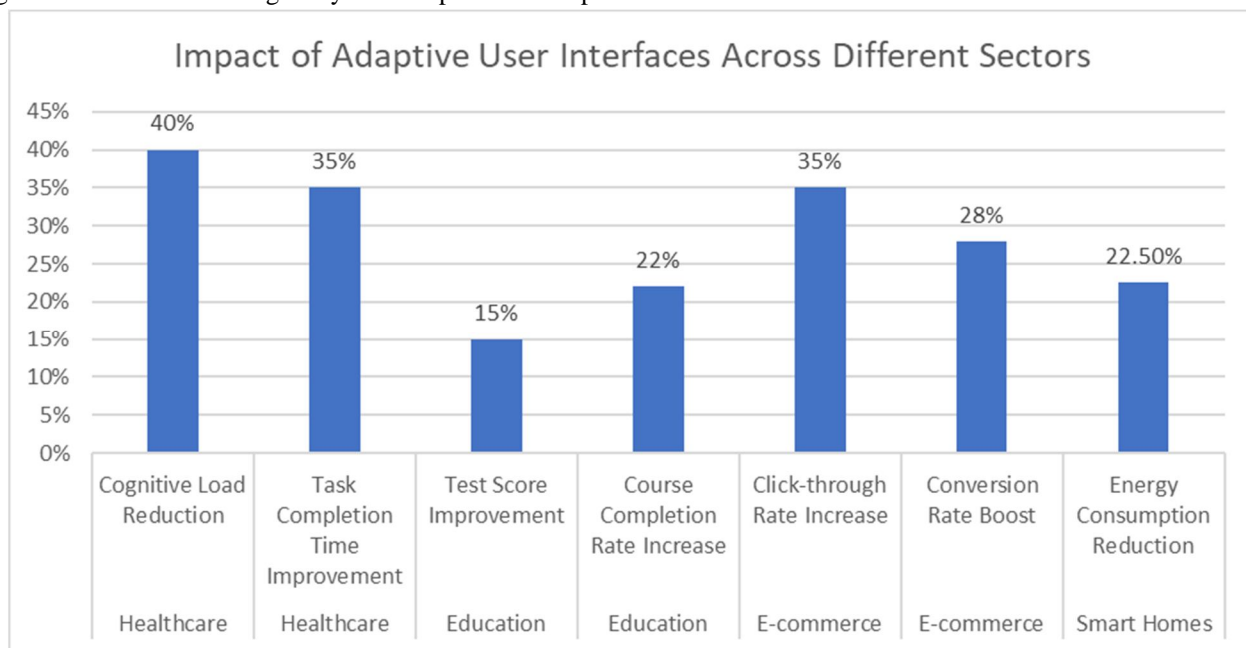 Impact of Adaptive User Interfaces Across Different Sectors
45%
40%
35%
30%
25%
20%
15%
10%
5%
0%
40%
35%
15%
22%
35%
28%
22.50%
Cognitive Load
Reduction
Task
Completion
Time
Improvement
Test Score
Improvement
Course
Completion
Rate Increase
Click-through
Rate Increase
Conversion
Rate Boost
Energy
Consumption
Reduction
Healthcare
Healthcare
Education
Education
E-commerce
E-commerce
Smart Homes